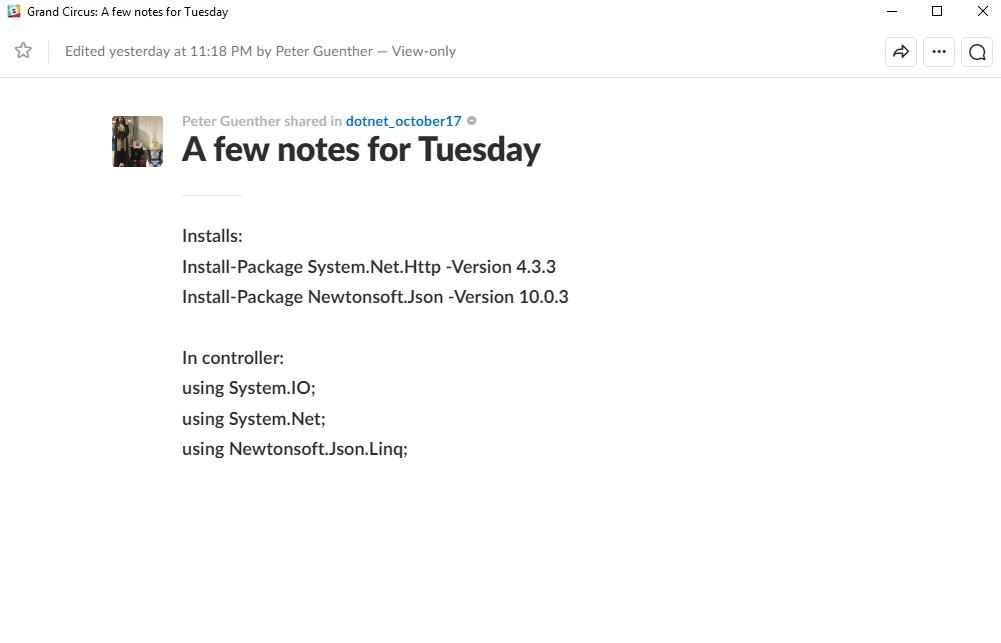 Grand Circus: A few notes for Tuesday
Edited yesterday at 11:18 PM by Peter Guenther — View-only
Peter Guenther shared in dotnet_october17
A few notes for Tuesday
Installs:
Install-Package System.Net.Http -Version 4.3.3
Install-Package Newtonsoft.Json -Version 10.0.3
In controller:
using System.IO;
using System.Net;
using Newtonsoft.Json.Linq;